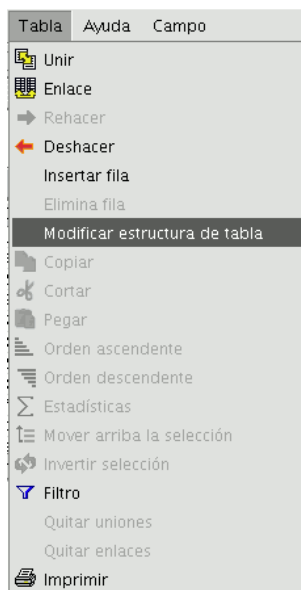 Tabla Ayuda Campo
Unir
Enlace
Rehacer
Deshacer
Insertar fila
Elimina fila
Modificar estructura de tabla
Copiar
Cortar
Pegar
Orden ascendente
Orden descendente
Estadísticas
Mover arriba la selección
Invertir selección
Filtro
Quitar uniones
Quitar enlaces
Imprimir